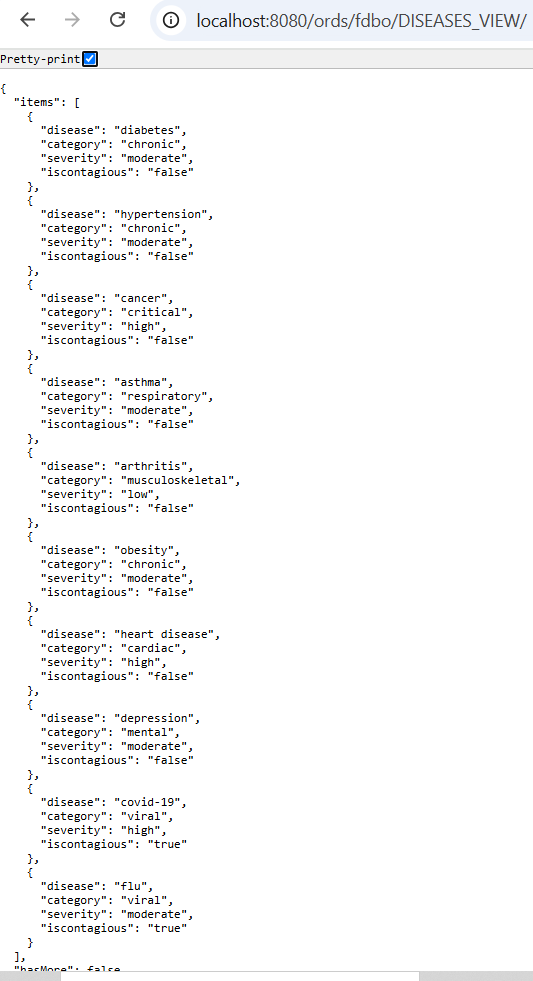 localhost:8080/ords/fdbo/DISEASES_VIEW/
Pretty-print
{
  "items": [
    {
      "disease": "diabetes",
      "category": "chronic",
      "severity": "moderate",
      "iscontagious": "false"
    },
    {
      "disease": "hypertension",
      "category": "chronic",
      "severity": "moderate",
      "iscontagious": "false"
    },
    {
      "disease": "cancer",
      "category": "critical",
      "severity": "high",
      "iscontagious": "false"
    },
    {
      "disease": "asthma",
      "category": "respiratory",
      "severity": "moderate",
      "iscontagious": "false"
    },
    {
      "disease": "arthritis",
      "category": "musculoskeletal",
      "severity": "low",
      "iscontagious": "false"
    },
    {
      "disease": "obesity",
      "category": "chronic",
      "severity": "moderate",
      "iscontagious": "false"
    },
    {
      "disease": "heart disease",
      "category": "cardiac",
      "severity": "high",
      "iscontagious": "false"
    },
    {
      "disease": "depression",
      "category": "mental",
      "severity": "moderate",
      "iscontagious": "false"
    },
    {
      "disease": "covid-19",
      "category": "viral",
      "severity": "high",
      "iscontagious": "true"
    },
    {
      "disease": "flu",
      "category": "viral",
      "severity": "moderate",
      "iscontagious": "true"
    }
  ],
  "hasMore": false